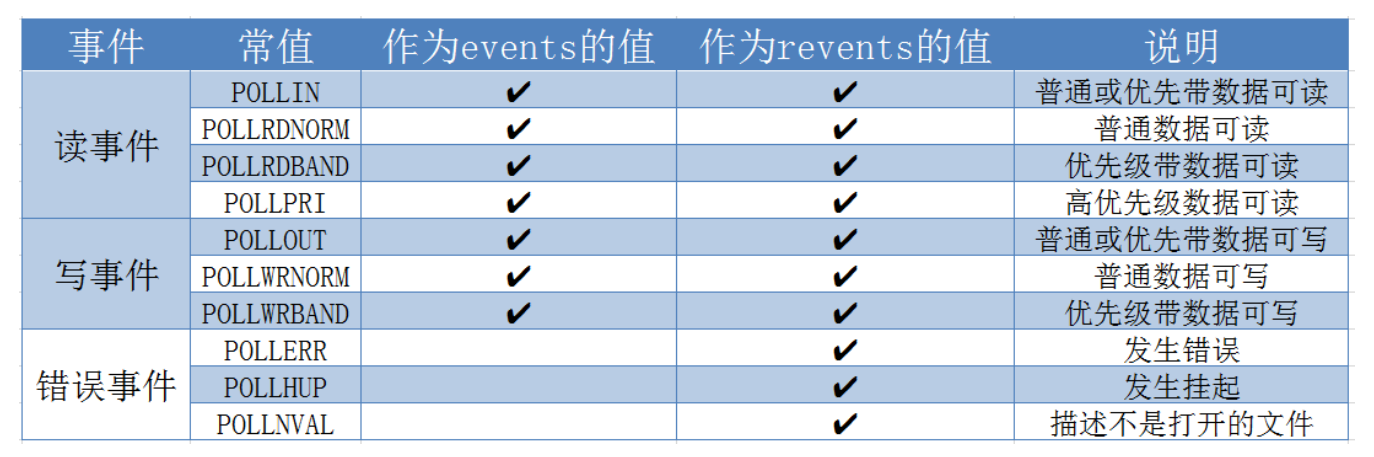 事件 常值 作为events的值 作为revents的值 说明
读事件 POLLIN ✔ ✔ 普通或优先带数据可读
POLLRDNORM ✔ ✔ 普通数据可读
POLLRDBAND ✔ ✔ 优先级带数据可读
POLLPRI ✔ ✔ 高优先级数据可读
写事件 POLLOUT ✔ ✔ 普通或优先带数据可写
POLLWRNORM ✔ ✔ 普通数据可写
POLLWRBAND ✔ ✔ 优先级带数据可写
错误事件 POLLERR ✔ 发生错误
POLLHUP ✔ 发生挂起
POLLNVAL ✔ 描述不是打开的文件